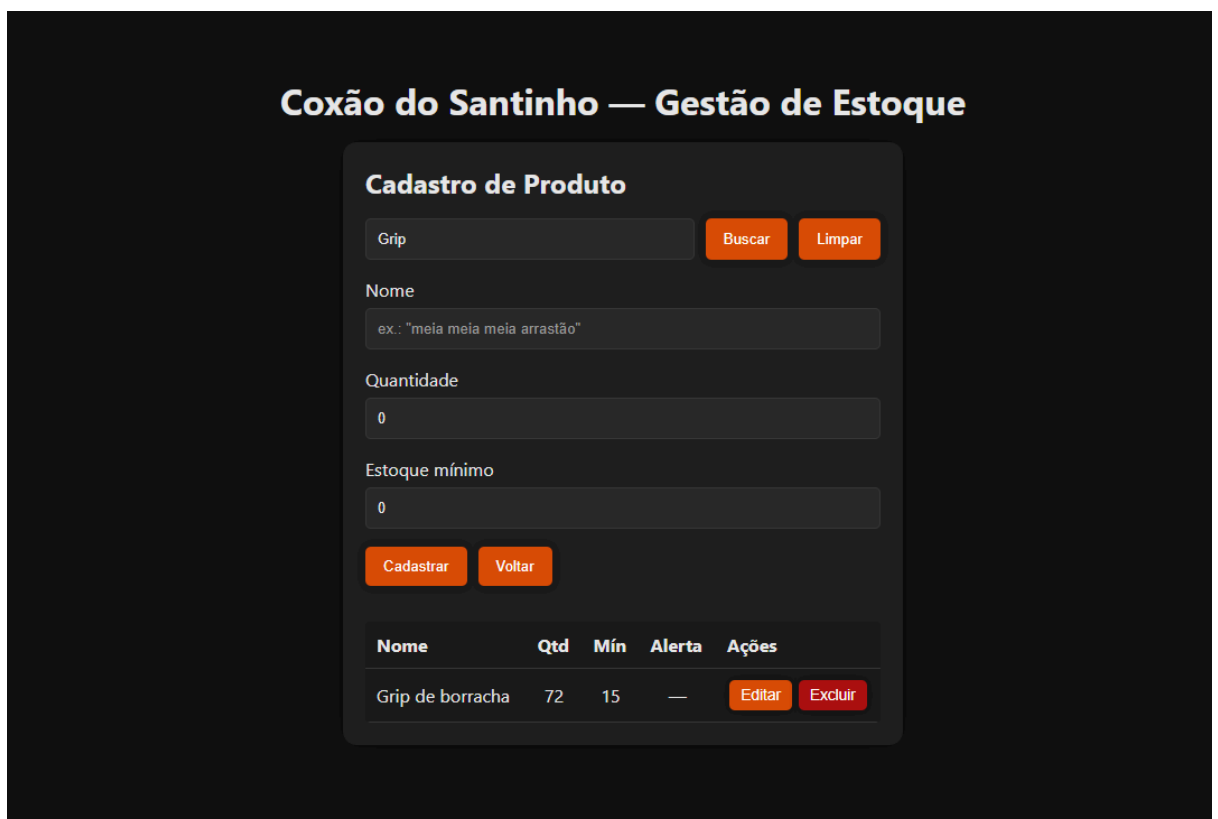 Coxão do Santinho — Gestão de Estoque
Cadastro de Produto
Grip Buscar Limpar
Nome
ex.: "meia meia meia arrastão"
Quantidade
0
Estoque mínimo
0
Cadastrar Voltar
Nome Qtd Mín Alerta Ações
Grip de borracha 72 15 — Editar Excluir